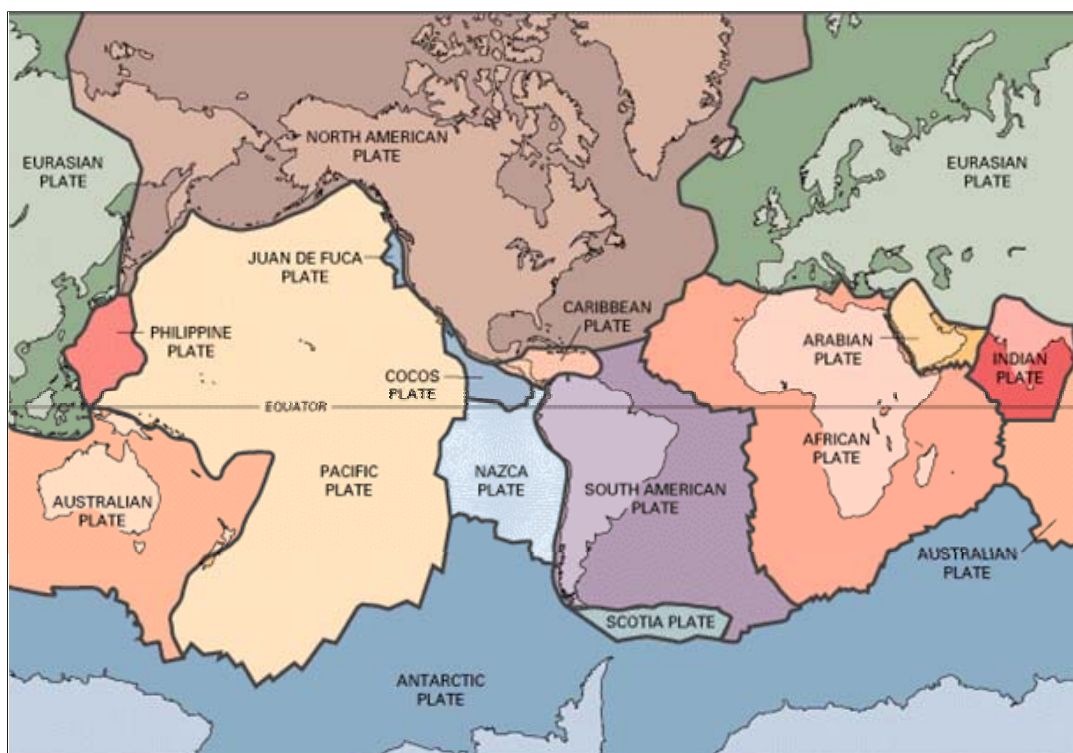 NORTH AMERICAN
PLATE
EURASIAN
PLATE
EURASIAN
PLATE
JUAN DE FUCA
PLATE
CARIBBEAN
PLATE
PHILIPPINE
PLATE
ARABIAN
PLATE
INDIAN
PLATE
COCOS
PLATE
EQUATOR
AFRICAN
PLATE
PACIFIC
PLATE
NAZCA
PLATE
SOUTH AMERICAN
PLATE
AUSTRALIAN
PLATE
AUSTRALIAN
PLATE
SCOTIA PLATE
ANTARCTIC
PLATE